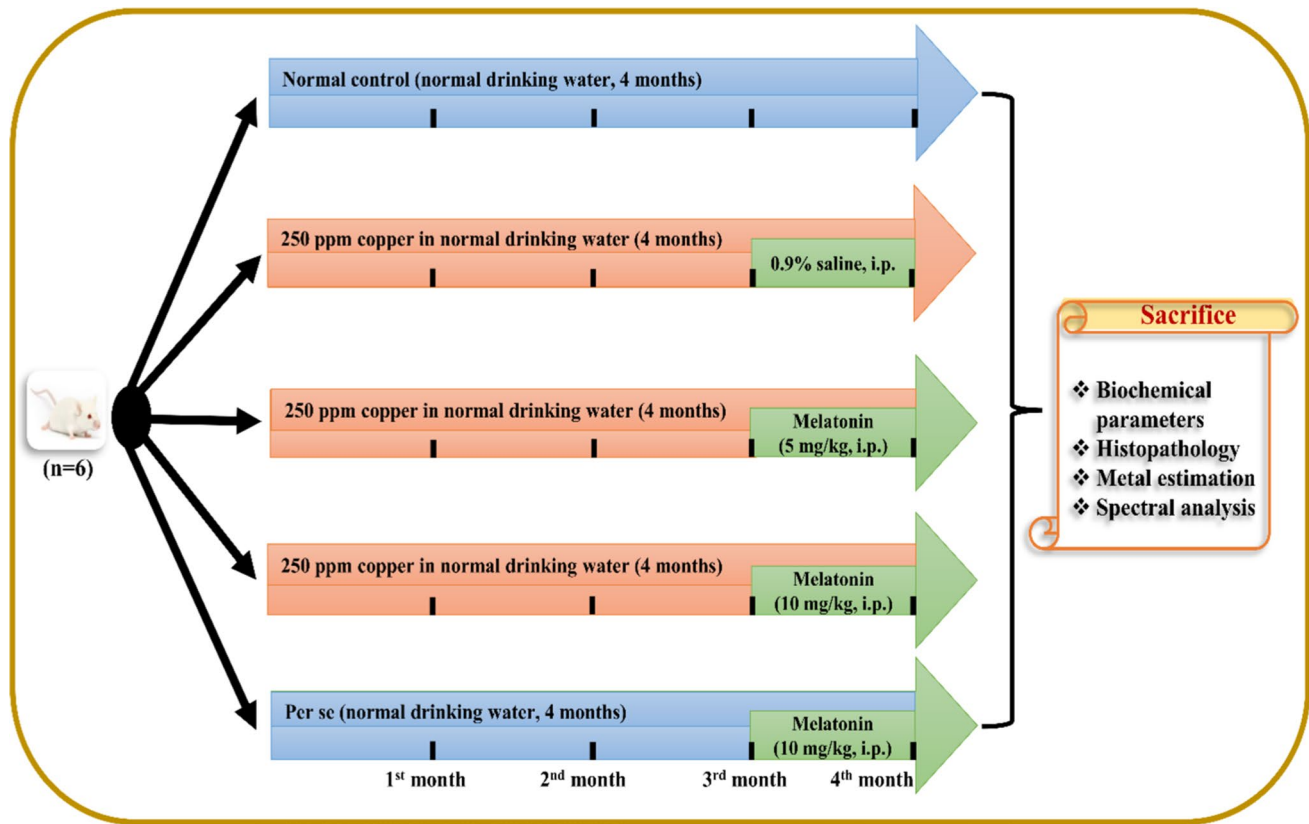 Normal control (normal drinking water, 4 months)
250 ppm copper in normal drinking water (4 months)
0.9% saline, i.p.
(n=6)
250 ppm copper in normal drinking water (4 months)
Melatonin
(5 mg/kg, i.p.)
250 ppm copper in normal drinking water (4 months)
Melatonin
(10 mg/kg, i.p.)
Per se (normal drinking water, 4 months)
Melatonin
(10 mg/kg, i.p.)
1st month 2nd month 3rd month 4th month
Sacrifice
❖ Biochemical
parameters
❖ Histopathology
❖ Metal estimation
❖ Spectral analysis